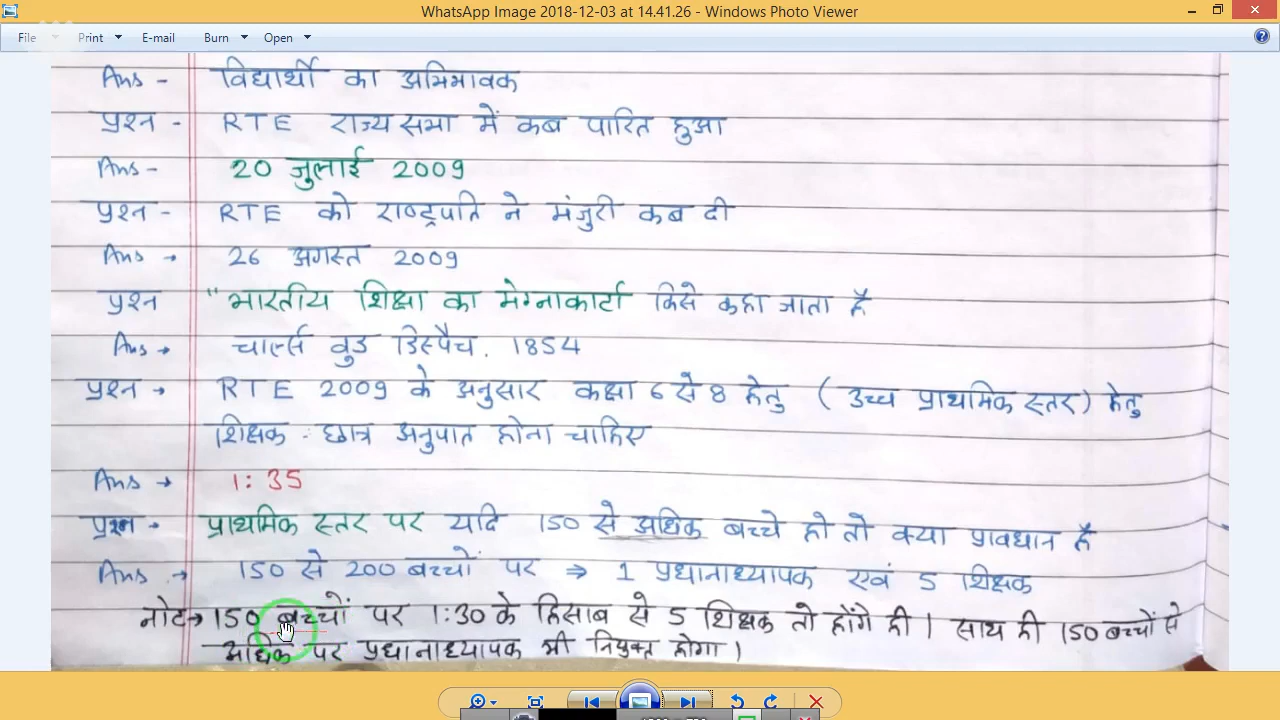 WhatsApp Image 2018-12-03 at 14.41.26 - Windows Photo Viewer
File Print E-mail Burn Open
Ans - विद्यार्थी का अभिभावक
प्रश्न - RTE राज्य सभा में कब पारित हुआ
Ans - 20 जुलाई 2009
प्रश्न - RTE को राष्ट्रपति ने मंजुरी कब दी
Ans → 26 अगस्त 2009
प्रश्न " भारतीय शिक्षा का मेग्नाकार्टा किसे कहा जाता है
Ans → चार्ल्स वुड डिस्पैच. 1854
प्रश्न → RTE 2009 के अनुसार कक्षा 6 से 8 हेतु ( उच्च प्राथमिक स्तर) हेतु
शिक्षक - छात्र अनुपात होना चाहिए
Ans → 1: 35
प्रश्न - प्राथमिक स्तर पर यदि 150 से अधिक बच्चे हो तो क्या प्रावधान है
Ans → 150 से 200 बच्चों पर ⇒ 1 प्रधानाध्यापक एवं 5 शिक्षक
नोट→ 150 बच्चों पर 1:30 के हिसाब से 5 शिक्षक तो होंगे ही । साथ ही 150 बच्चों से
अधिक पर प्रधानाध्यापक भी नियुक्त होगा ।